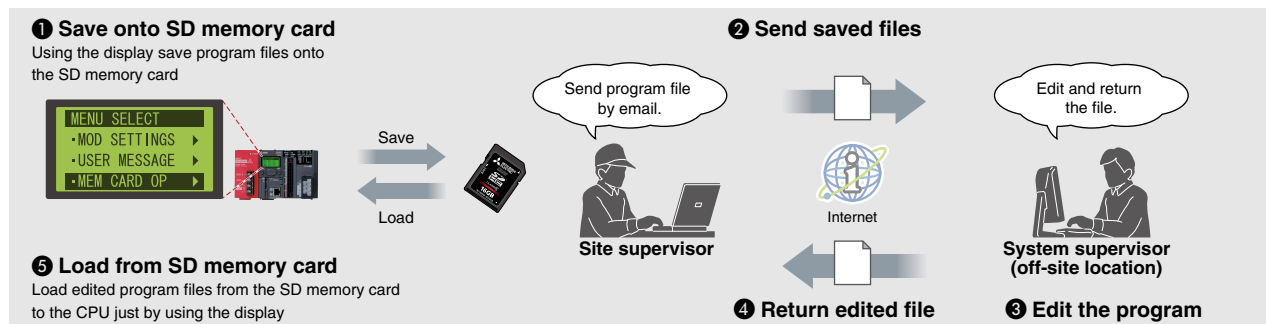 ❶ Save onto SD memory card
Using the display save program files onto
the SD memory card
MENU SELECT
·MOD SETTINGS ▶
·USER MESSAGE ▶
·MEM CARD OP ▶
Save
Load
16GB
❷ Send saved files
Send program file
by email.
Site supervisor
Internet
Edit and return
the file.
System supervisor
(off-site location)
❺ Load from SD memory card
Load edited program files from the SD memory card
to the CPU just by using the display
❹ Return edited file
❸ Edit the program